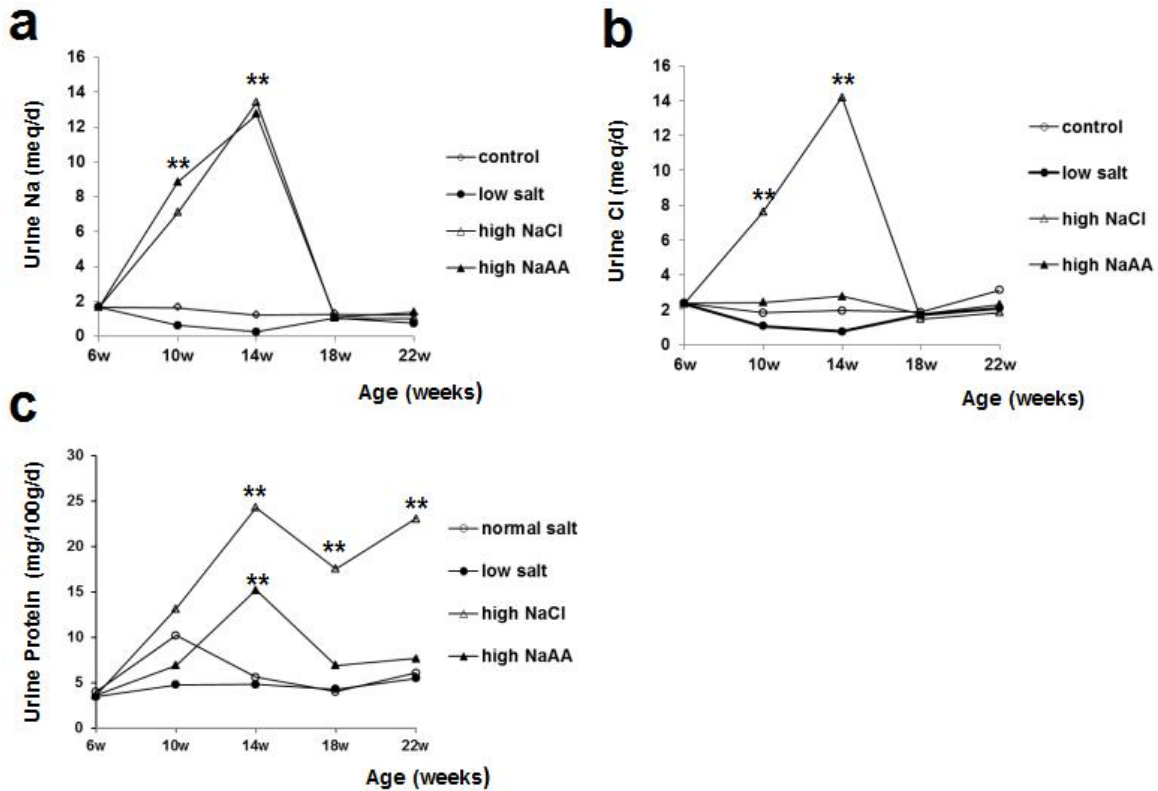 a
16
14
12
10
8
6
4
2
0
Urine Na (meq/d)
**
**
6w 10w 14w 18w 22w
Age (weeks)
control
low salt
high NaCl
high NaAA
b
16
14
12
10
8
6
4
2
0
Urine Cl (meq/d)
**
**
6w 10w 14w 18w 22w
Age (weeks)
control
low salt
high NaCl
high NaAA
c
30
25
20
15
10
5
0
Urine Protein (mg/100g/d)
**
**
**
**
6w 10w 14w 18w 22w
Age (weeks)
normal salt
low salt
high NaCl
high NaAA